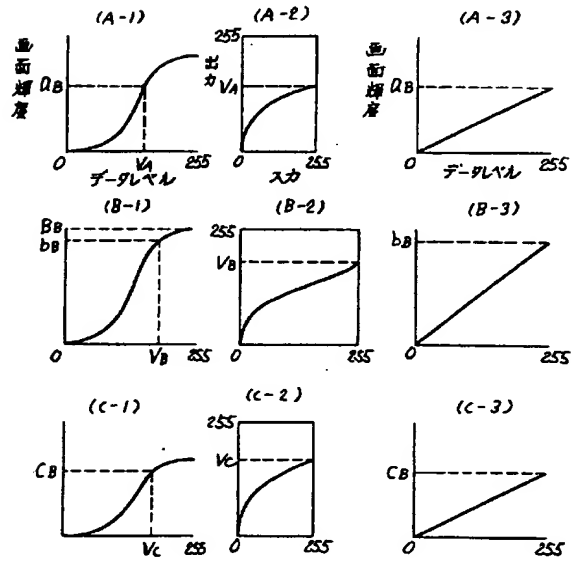 (A-1)
画面輝度
aB
0
VA
255
データレベル
(A-2)
255
出力
VA
0
255
入力
(A-3)
画面輝度
aB
0
255
データレベル
(B-1)
BB
bB
0
VB
255
(B-2)
255
VB
0
255
(B-3)
bB
0
255
(C-1)
CB
0
VC
255
(C-2)
255
VC
0
255
(C-3)
CB
0
255